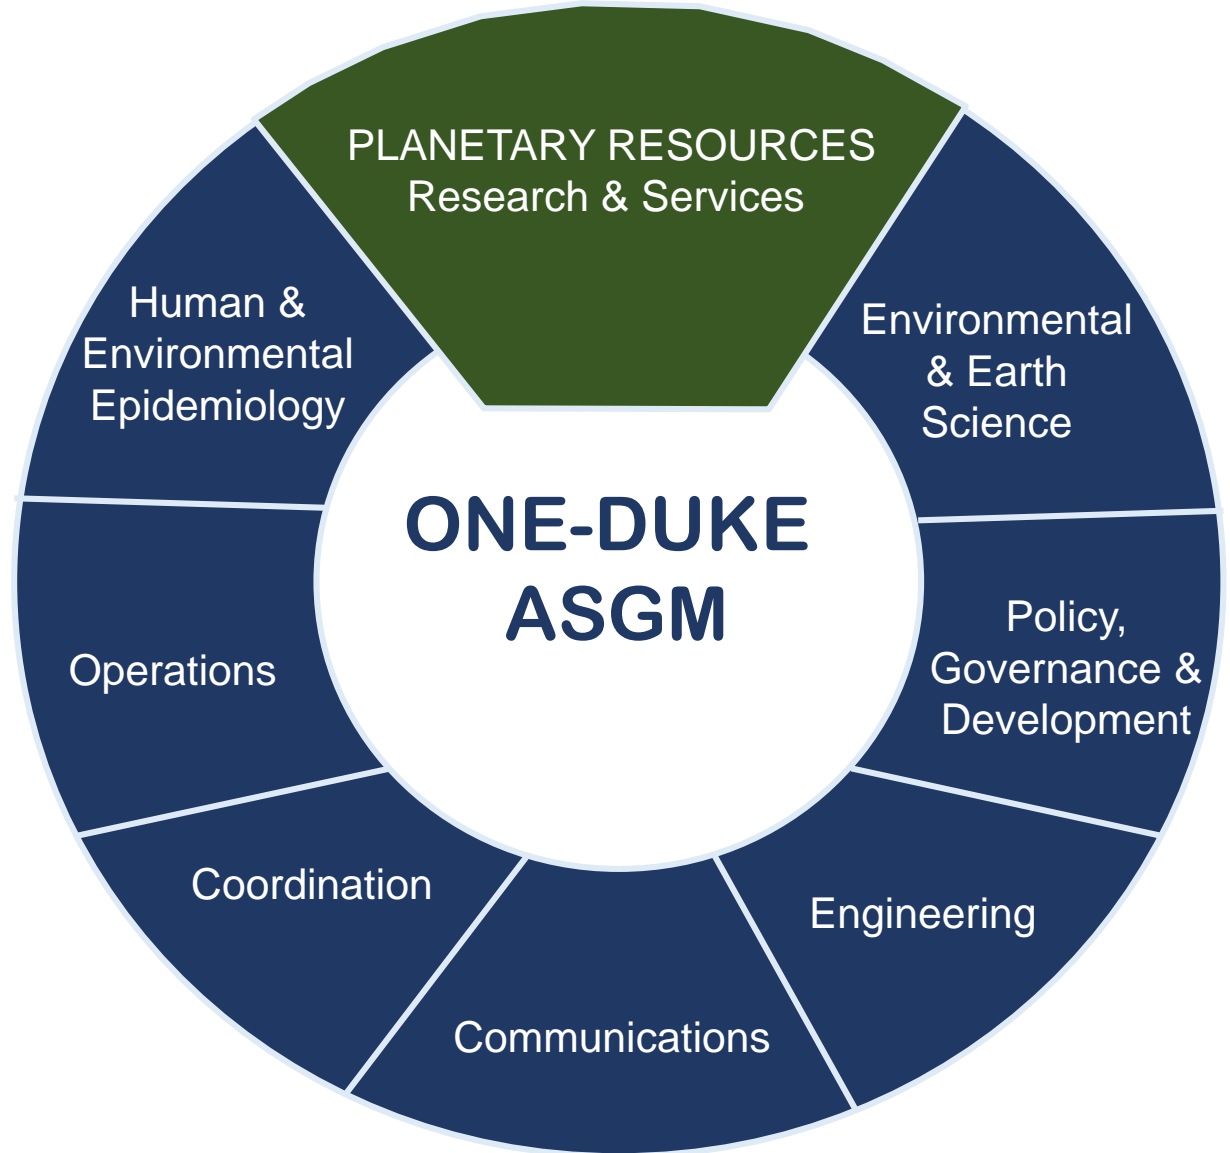 PLANETARY RESOURCES
Research & Services
Environmental
& Earth
Science
Policy,
Governance &
Development
Engineering
Communications
Coordination
Operations
Human &
Environmental
Epidemiology
ONE-DUKE
ASGM